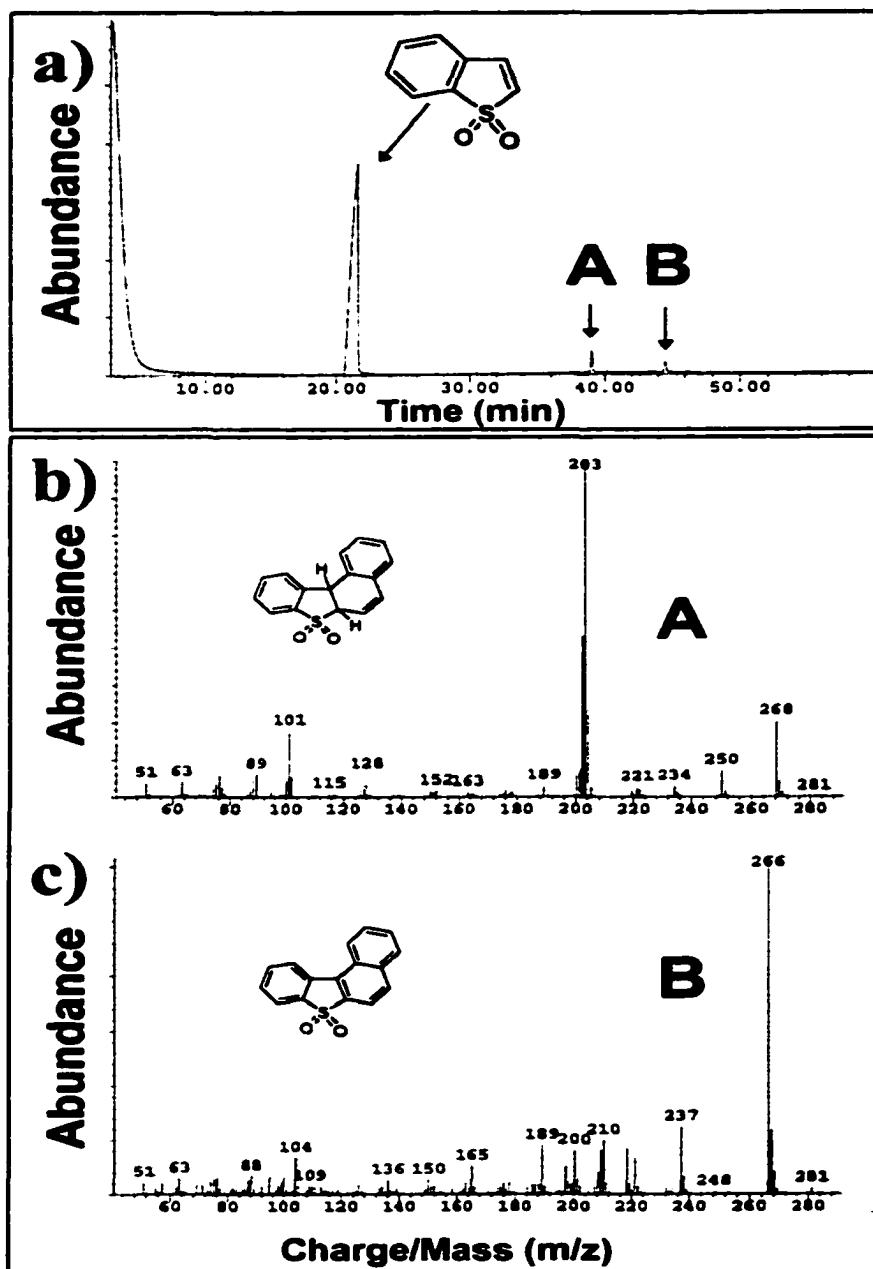 a)
Abundance
S
O O
A B
10.00 20.00 30.00 40.00 50.00
Time (min)
b)
Abundance
203
H
S
H
O O
A
51 63 89 101 115 128 152 163 189 221 234 250 268 281
60 80 100 120 140 160 180 200 220 240 260 280
c)
Abundance
266
S
O O
B
51 63 88 104 109 136 150 165 189 200 210 237 248 281
60 80 100 120 140 160 180 200 220 240 260 280
Charge/Mass (m/z)